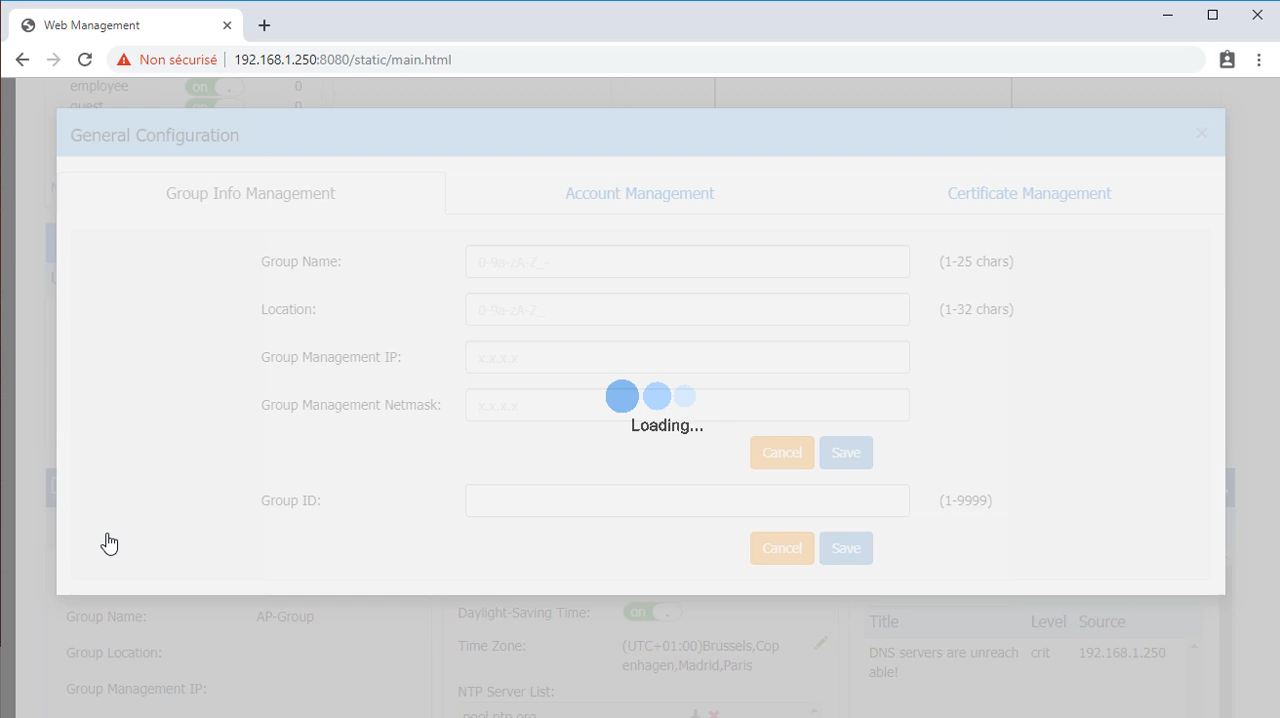 Web Management
Non sécurisé
192.168.1.250:8080/static/main.html
employee on 0
guest on 0
General Configuration
Group Info Management
Account Management
Certificate Management
Group Name: 0-9a-zA-Z_- (1-25 chars)
Location: 0-9a-zA-Z_ (1-32 chars)
Group Management IP: x.x.x.x
Group Management Netmask: x.x.x.x
Loading...
Cancel Save
Group ID: (1-9999)
Cancel Save
Group Name: AP-Group
Group Location:
Group Management IP:
Daylight-Saving Time: on
Time Zone: (UTC+01:00)Brussels,Cop
enhagen,Madrid,Paris
NTP Server List:
pool.ntp.org
Title Level Source
DNS servers are unreach crit 192.168.1.250
able!